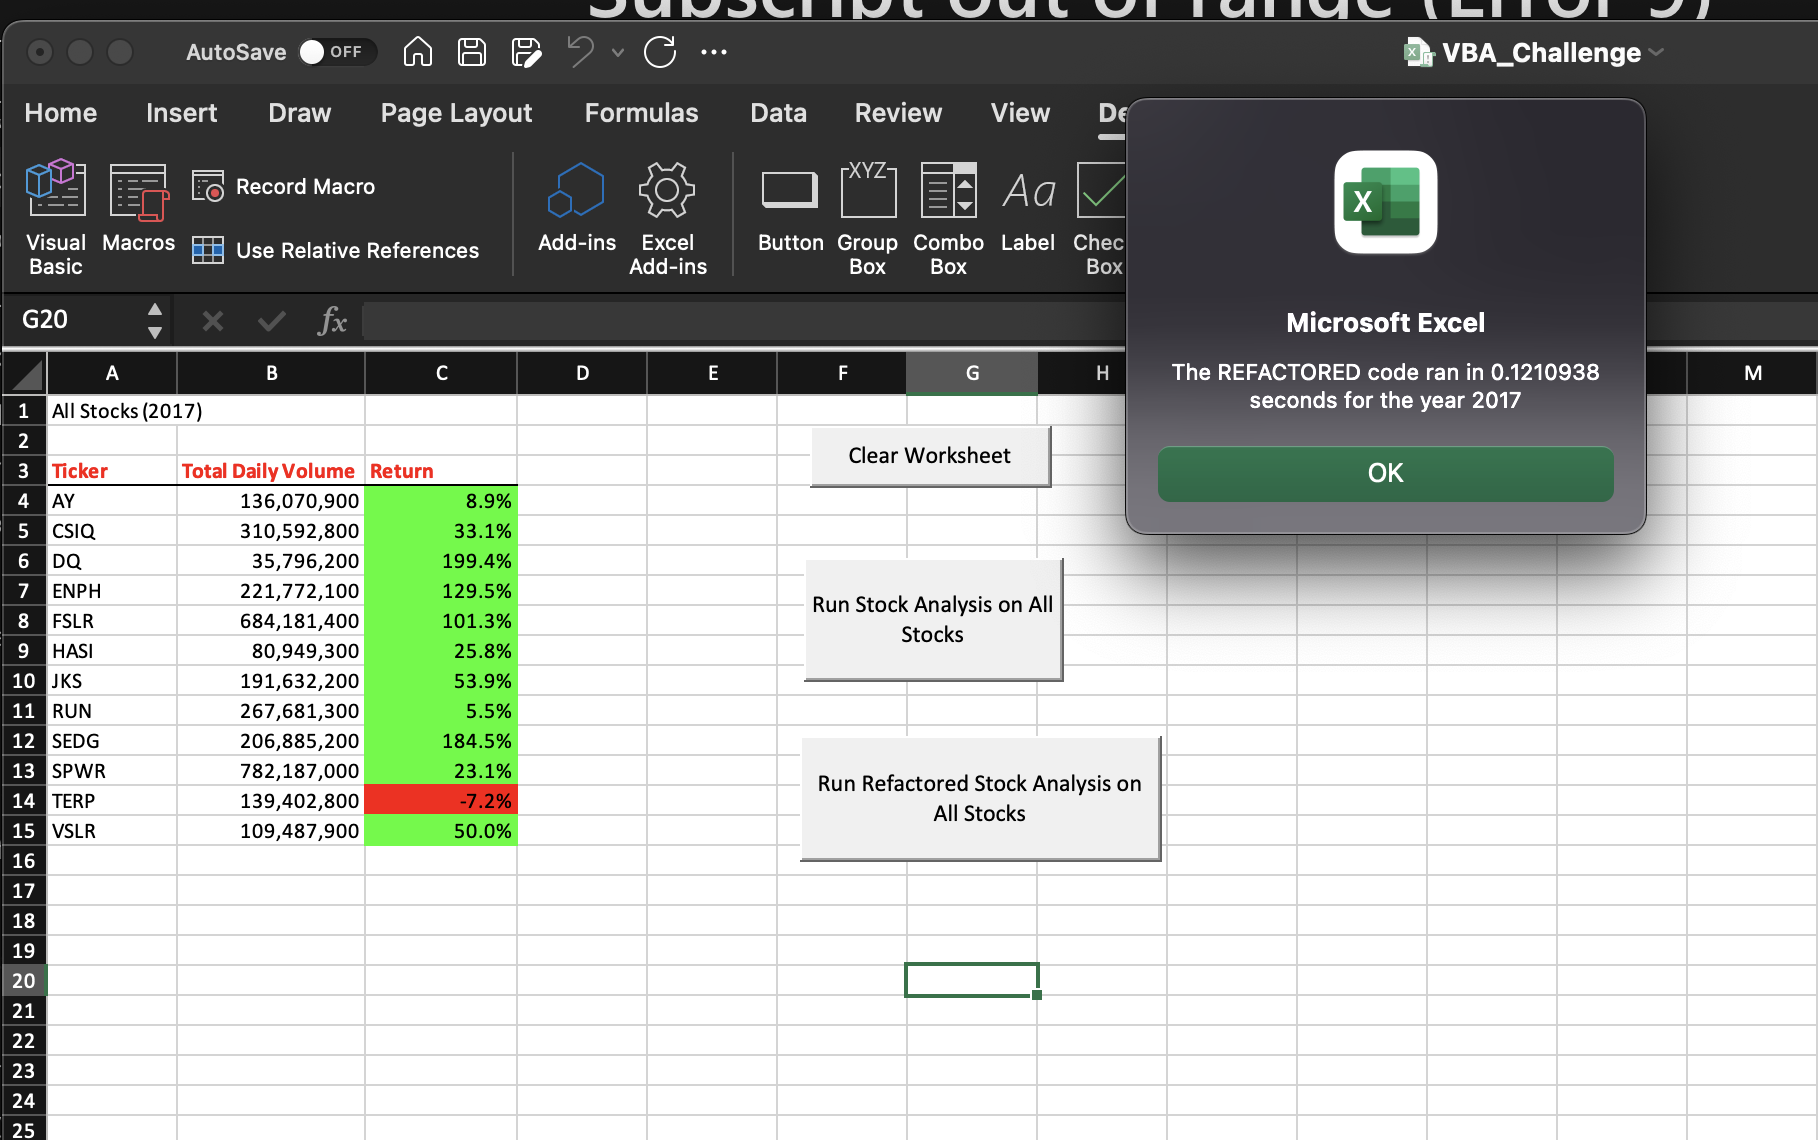 Subscript out of range (Error 9)
AutoSave OFF
VBA_Challenge
Home Insert Draw Page Layout Formulas Data Review View De
Visual Basic
Macros
Record Macro
Use Relative References
Add-ins
Excel Add-ins
Button
XYZ
Group Box
Combo Box
Aa
Label
Chec
Box
G20
fx
X
Microsoft Excel
The REFACTORED code ran in 0.1210938
seconds for the year 2017
OK
A B C D E F G H M
1 All Stocks (2017)
2
Clear Worksheet
3 Ticker Total Daily Volume Return
4 AY 136,070,900 8.9%
5 CSIQ 310,592,800 33.1%
6 DQ 35,796,200 199.4%
7 ENPH 221,772,100 129.5%
8 FSLR 684,181,400 101.3%
9 HASI 80,949,300 25.8%
10 JKS 191,632,200 53.9%
11 RUN 267,681,300 5.5%
12 SEDG 206,885,200 184.5%
13 SPWR 782,187,000 23.1%
14 TERP 139,402,800 -7.2%
15 VSLR 109,487,900 50.0%
Run Stock Analysis on All
Stocks
Run Refactored Stock Analysis on
All Stocks
16
17
18
19
20
21
22
23
24
25